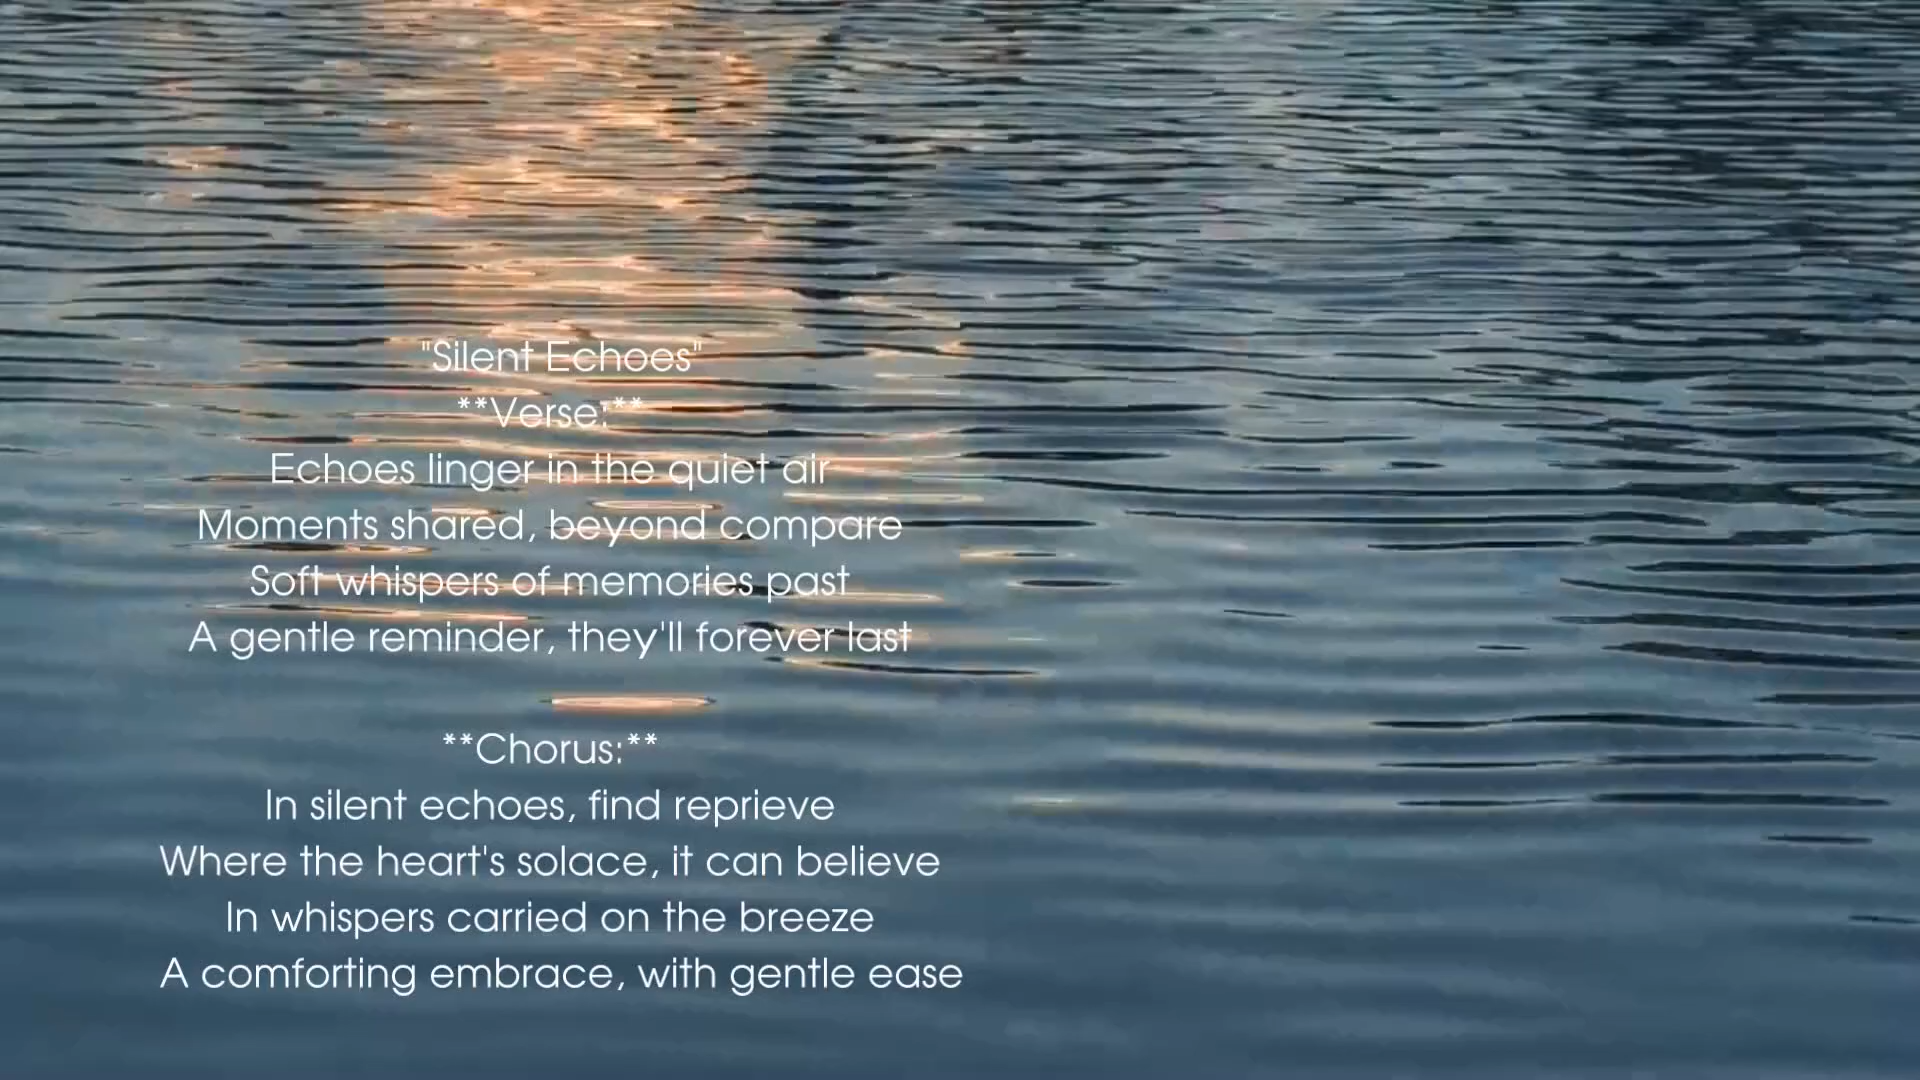 "Silent Echoes"
**Verse:**
Echoes linger in the quiet air
Moments shared, beyond compare
Soft whispers of memories past
A gentle reminder, they'll forever last
**Chorus:**
In silent echoes, find reprieve
Where the heart's solace, it can believe
In whispers carried on the breeze
A comforting embrace, with gentle ease